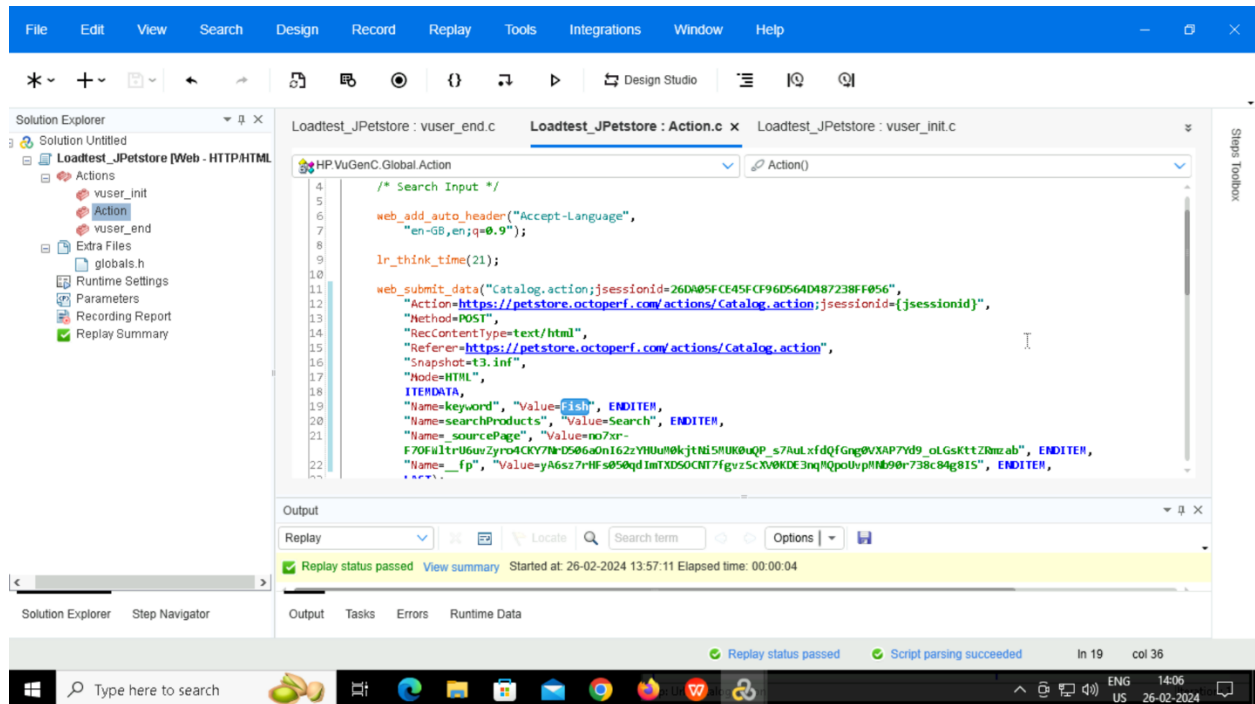 File Edit View Search Design Record Replay Tools Integrations Window Help
Design Studio
Solution Explorer
Solution Untitled
Loadtest_JPetstore [Web - HTTP/HTML
Actions
vuser_init
Action
vuser_end
Extra Files
globals.h
Runtime Settings
Parameters
Recording Report
Replay Summary
Loadtest_JPetstore : vuser_end.c Loadtest_JPetstore : Action.c Loadtest_JPetstore : vuser_init.c
HP.VuGenC.Global.Action Action()
4 /* Search Input */
5
6 web_add_auto_header("Accept-Language",
7 "en-GB,en;q=0.9");
8
9 lr_think_time(21);
10
11 web_submit_data("Catalog.action;jsessionid=26DA05FCE45FCF96D564D487238FF056",
12 "Action=https://petstore.octoperf.com/actions/Catalog.action;jsessionid={jsessionid}",
13 "Method=POST",
14 "RecContentType=text/html",
15 "Referer=https://petstore.octoperf.com/actions/Catalog.action",
16 "Snapshot=t3.inf",
17 "Mode=HTML",
18 ITEMDATA,
19 "Name=keyword", "Value=Fish", ENDITEM,
20 "Name=searchProducts", "Value=Search", ENDITEM,
21 "Name=_sourcePage", "Value=no7xr-
ENDITEM,
22 "Name=__fp", ENDITEM,
23 LAST);
Steps Toolbox
Output
Replay Locate Search term Options
Replay status passed View summary Started at: 26-02-2024 13:57:11 Elapsed time: 00:00:04
Solution Explorer Step Navigator Output Tasks Errors Runtime Data
Replay status passed Script parsing succeeded ln 19 col 36
Type here to search
ENG 14:06
US 26-02-2024